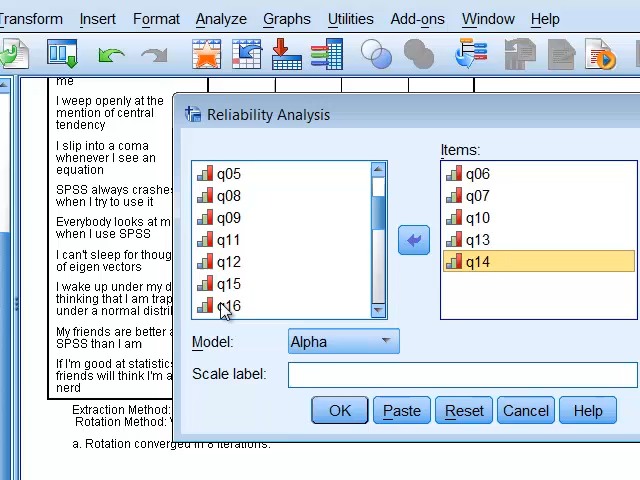 Transform Insert Format Analyze Graphs Utilities Add-ons Window Help
me
I weep openly at the
mention of central
tendency
I slip into a coma
whenever I see an
equation
SPSS always crashes
when I try to use it
Everybody looks at m
when I use SPSS
I can't sleep for thoug
of eigen vectors
I wake up under my d
thinking that I am trap
under a normal distril
My friends are better a
SPSS than I am
If I'm good at statistics
friends will think I'm a
nerd
Extraction Method:
Rotation Method: V
a. Rotation converged in 8 iterations.
Reliability Analysis
q05
q08
q09
q11
q12
q15
q16
Items:
q06
q07
q10
q13
q14
Model: Alpha
Scale label:
OK Paste Reset Cancel Help